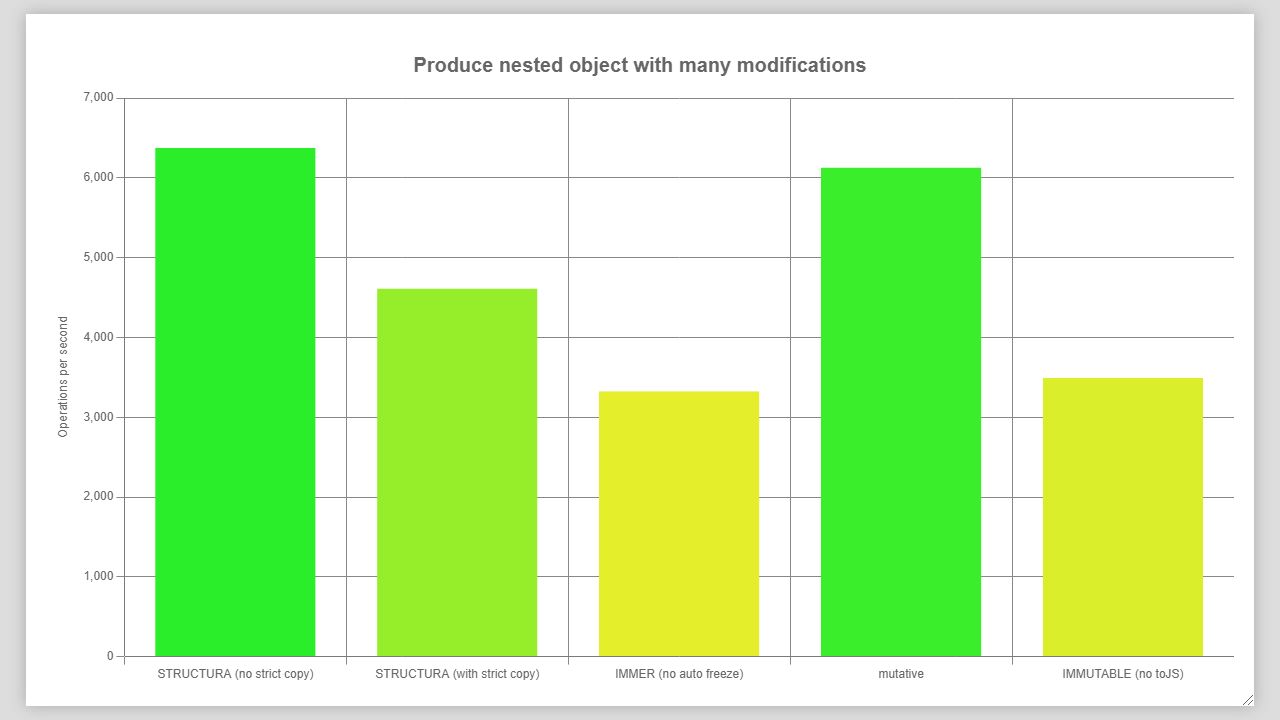 Produce nested object with many modifications
7,000
6,000
5,000
4,000
3,000
2,000
1,000
0
Operations per second
STRUCTURA (no strict copy)
STRUCTURA (with strict copy)
IMMER (no auto freeze)
mutative
IMMUTABLE (no toJS)